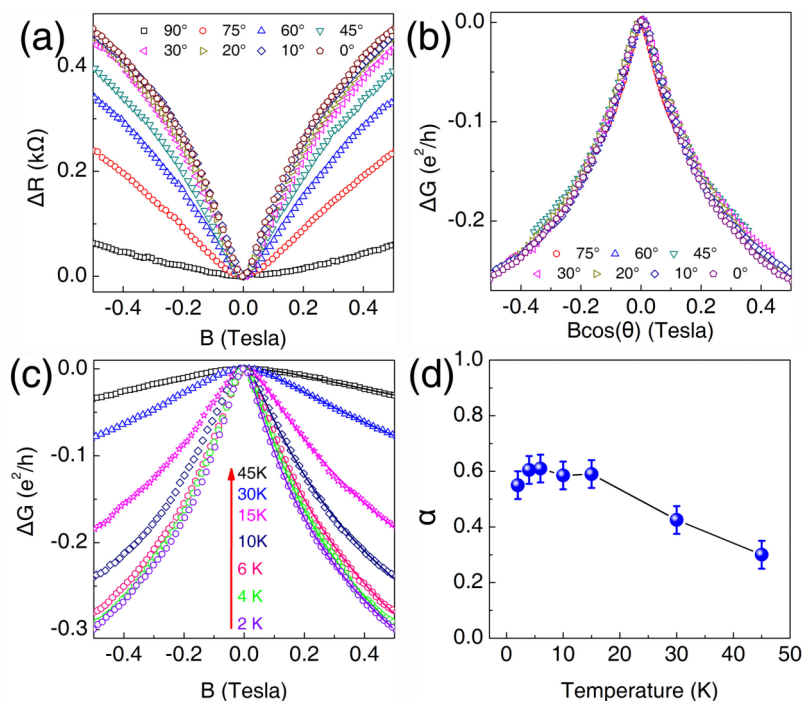 (a)
90° 75° 60° 45°
30° 20° 10° 0°
0.4
0.2
0.0
ΔR (kΩ)
-0.4 -0.2 0.0 0.2 0.4
B (Tesla)
(b)
0.0
-0.1
-0.2
ΔG (e²/h)
75° 60° 45°
30° 20° 10° 0°
-0.4 -0.2 0.0 0.2 0.4
Bcos(θ) (Tesla)
(c)
0.0
-0.1
-0.2
-0.3
ΔG (e²/h)
45K
30K
15K
10K
6 K
4 K
2 K
-0.4 -0.2 0.0 0.2 0.4
B (Tesla)
(d)
1.0
0.8
0.6
0.4
0.2
0.0
α
0 10 20 30 40 50
Temperature (K)